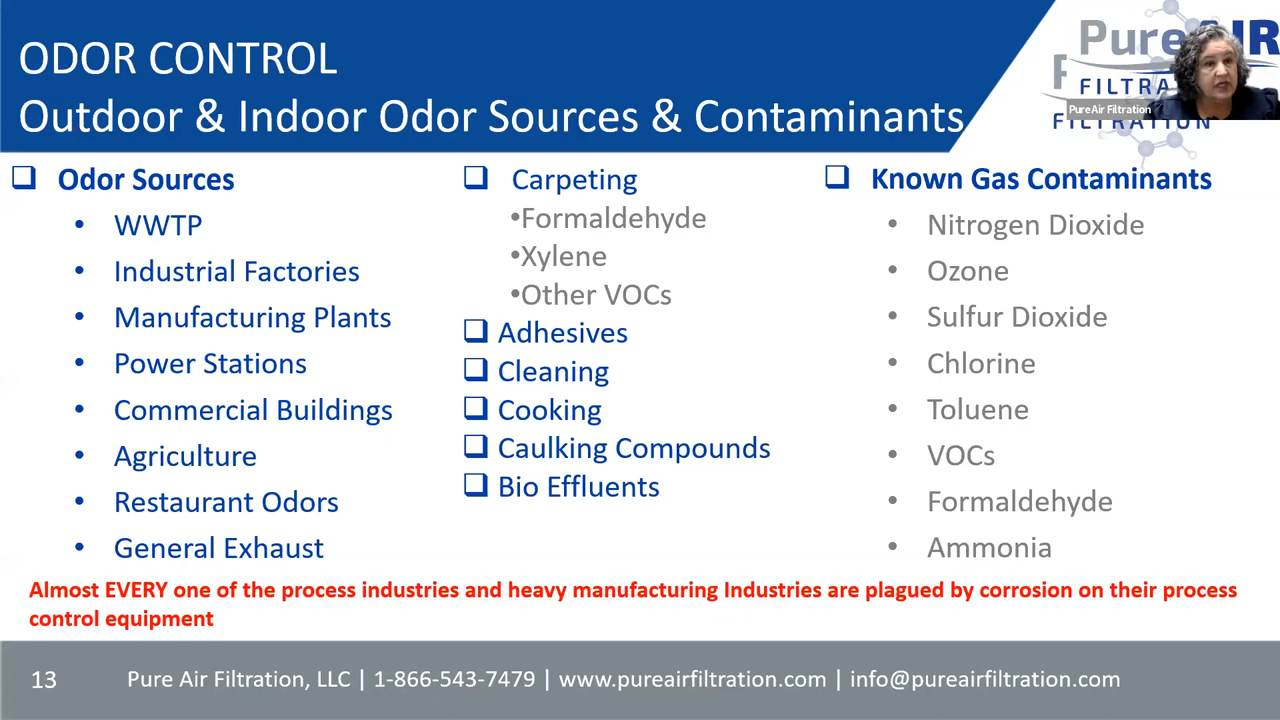 ODOR CONTROL
Outdoor & Indoor Odor Sources & Contaminants
Pure AIR
FILTRA
PureAir Filtration
FILTRATION
Odor Sources
• WWTP
• Industrial Factories
• Manufacturing Plants
• Power Stations
• Commercial Buildings
• Agriculture
• Restaurant Odors
• General Exhaust
Carpeting
•Formaldehyde
•Xylene
•Other VOCs
Adhesives
Cleaning
Cooking
Caulking Compounds
Bio Effluents
Known Gas Contaminants
• Nitrogen Dioxide
• Ozone
• Sulfur Dioxide
• Chlorine
• Toluene
• VOCs
• Formaldehyde
• Ammonia
Almost EVERY one of the process industries and heavy manufacturing Industries are plagued by corrosion on their process
control equipment
13
Pure Air Filtration, LLC | 1-866-543-7479 | www.pureairfiltration.com | info@pureairfiltration.com